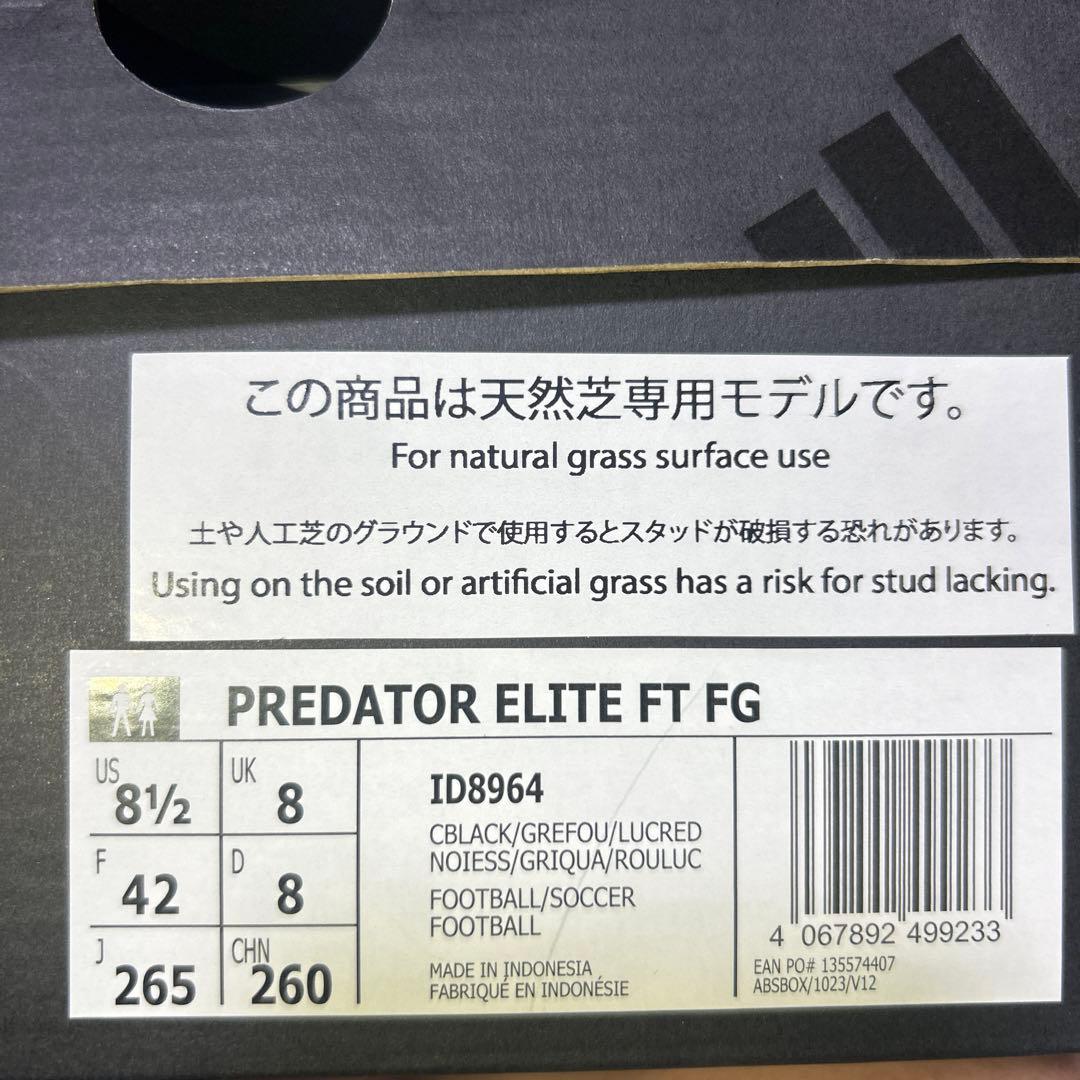 この商品は天然芝専用モデルです。
For natural grass surface use
土や人工芝のグラウンドで使用するとスタッドが破損する恐れがあります。
Using on the soil or artificial grass has a risk for stud lacking.
PREDATOR ELITE FT FG
US 8½ UK 8
F 42 D 8
J 265 CHN 260
ID8964
CBLACK/GREFOU/LUCRED
NOIESS/GRIQUA/ROULUC
FOOTBALL/SOCCER
FOOTBALL
MADE IN INDONESIA
FABRIQUÉ EN INDONÉSIE
4 067892 499233
EAN PO# 135574407
ABSBOX/1023/V12